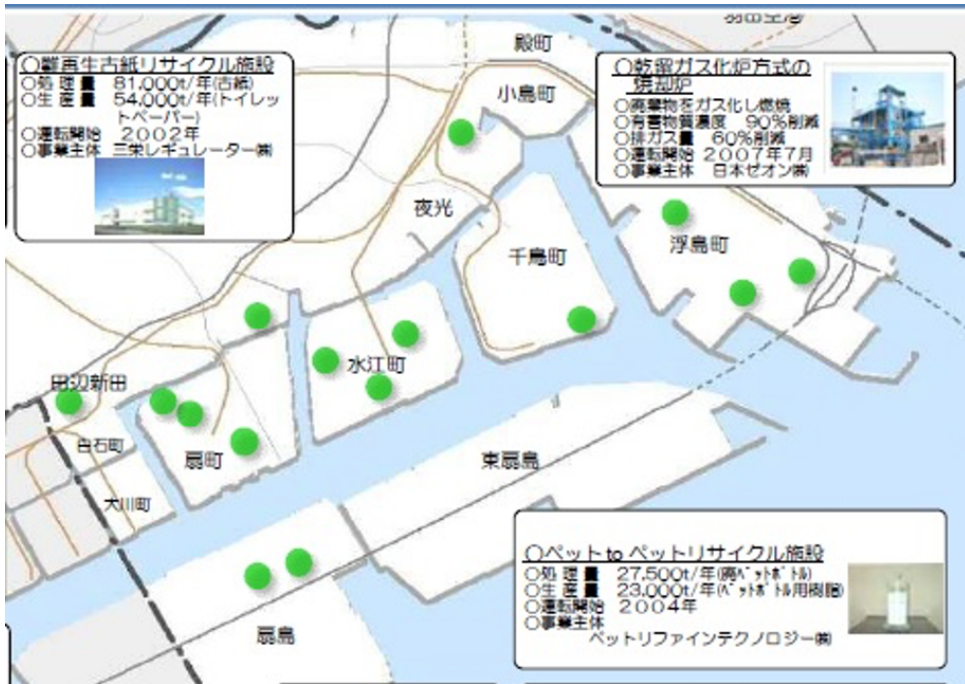 羽田空港
殿町
小島町
○難再生古紙リサイクル施設
○処理量 81,000t/年(古紙)
○生産量 54,000t/年(トイレッ
トペーパー)
○運転開始 2002年
○事業主体 三栄レギュレーター㈱
○乾留ガス化炉方式の
焼却炉
○廃棄物をガス化し燃焼
○有害物質濃度 90%削減
○排ガス量 60%削減
○運転開始 2007年7月
○事業主体 日本ゼオン㈱
夜光
千鳥町
浮島町
水江町
田辺新田
白石町
扇町
大川町
東扇島
扇島
○ペットtoペットリサイクル施設
○処理量 27,500t/年(廃ペットボトル)
○生産量 23,000t/年(ペットボトル用樹脂)
○運転開始 2004年
○事業主体
ペットリファインテクノロジー㈱